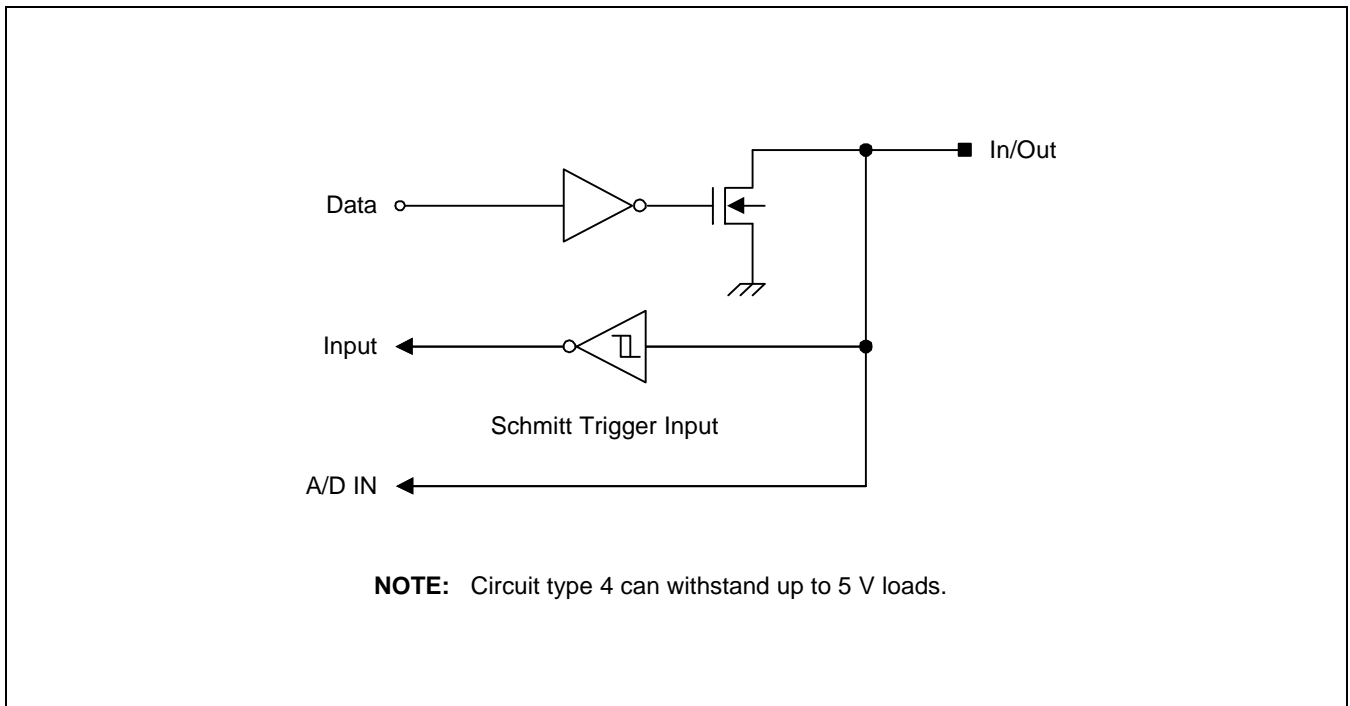 In/Out
Data
Input
Schmitt Trigger Input
A/D IN
NOTE: Circuit type 4 can withstand up to 5 V loads.